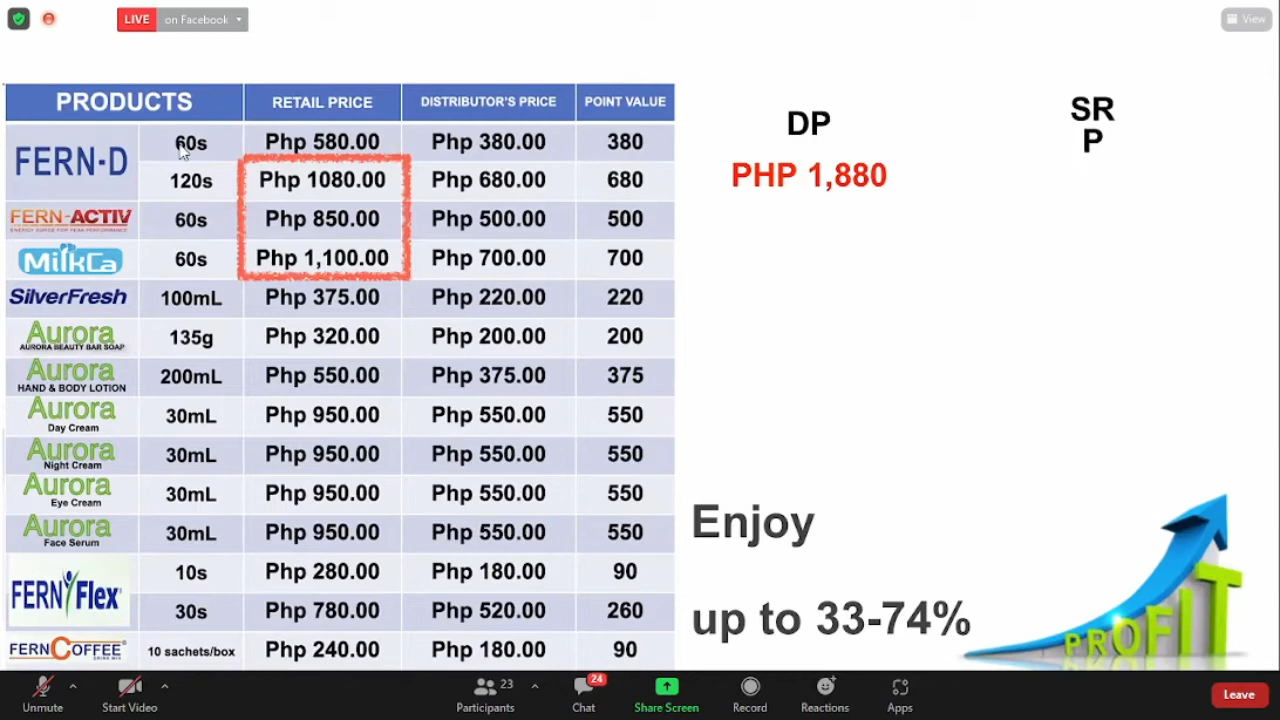 LIVE on Facebook
View
PRODUCTS RETAIL PRICE DISTRIBUTOR'S PRICE POINT VALUE
FERN-D 60s Php 580.00 Php 380.00 380
120s Php 1080.00 Php 680.00 680
FERN-ACTIV 60s Php 850.00 Php 500.00 500
ENERGY SURGE FOR PEAK PERFORMANCE
MilkCa 60s Php 1,100.00 Php 700.00 700
SilverFresh 100mL Php 375.00 Php 220.00 220
Aurora 135g Php 320.00 Php 200.00 200
AURORA BEAUTY BAR SOAP
Aurora 200mL Php 550.00 Php 375.00 375
HAND & BODY LOTION
Aurora 30mL Php 950.00 Php 550.00 550
Day Cream
Aurora 30mL Php 950.00 Php 550.00 550
Night Cream
Aurora 30mL Php 950.00 Php 550.00 550
Eye Cream
Aurora 30mL Php 950.00 Php 550.00 550
Face Serum
FERN Flex 10s Php 280.00 Php 180.00 90
30s Php 780.00 Php 520.00 260
FERNCOFFEE 10 sachets/box Php 240.00 Php 180.00 90
DP
PHP 1,880
SR
P
Enjoy
up to 33-74%
PROFIT
Unmute
Start Video
23
Participants
24
Chat
Share Screen
Record
Reactions
Apps
Leave